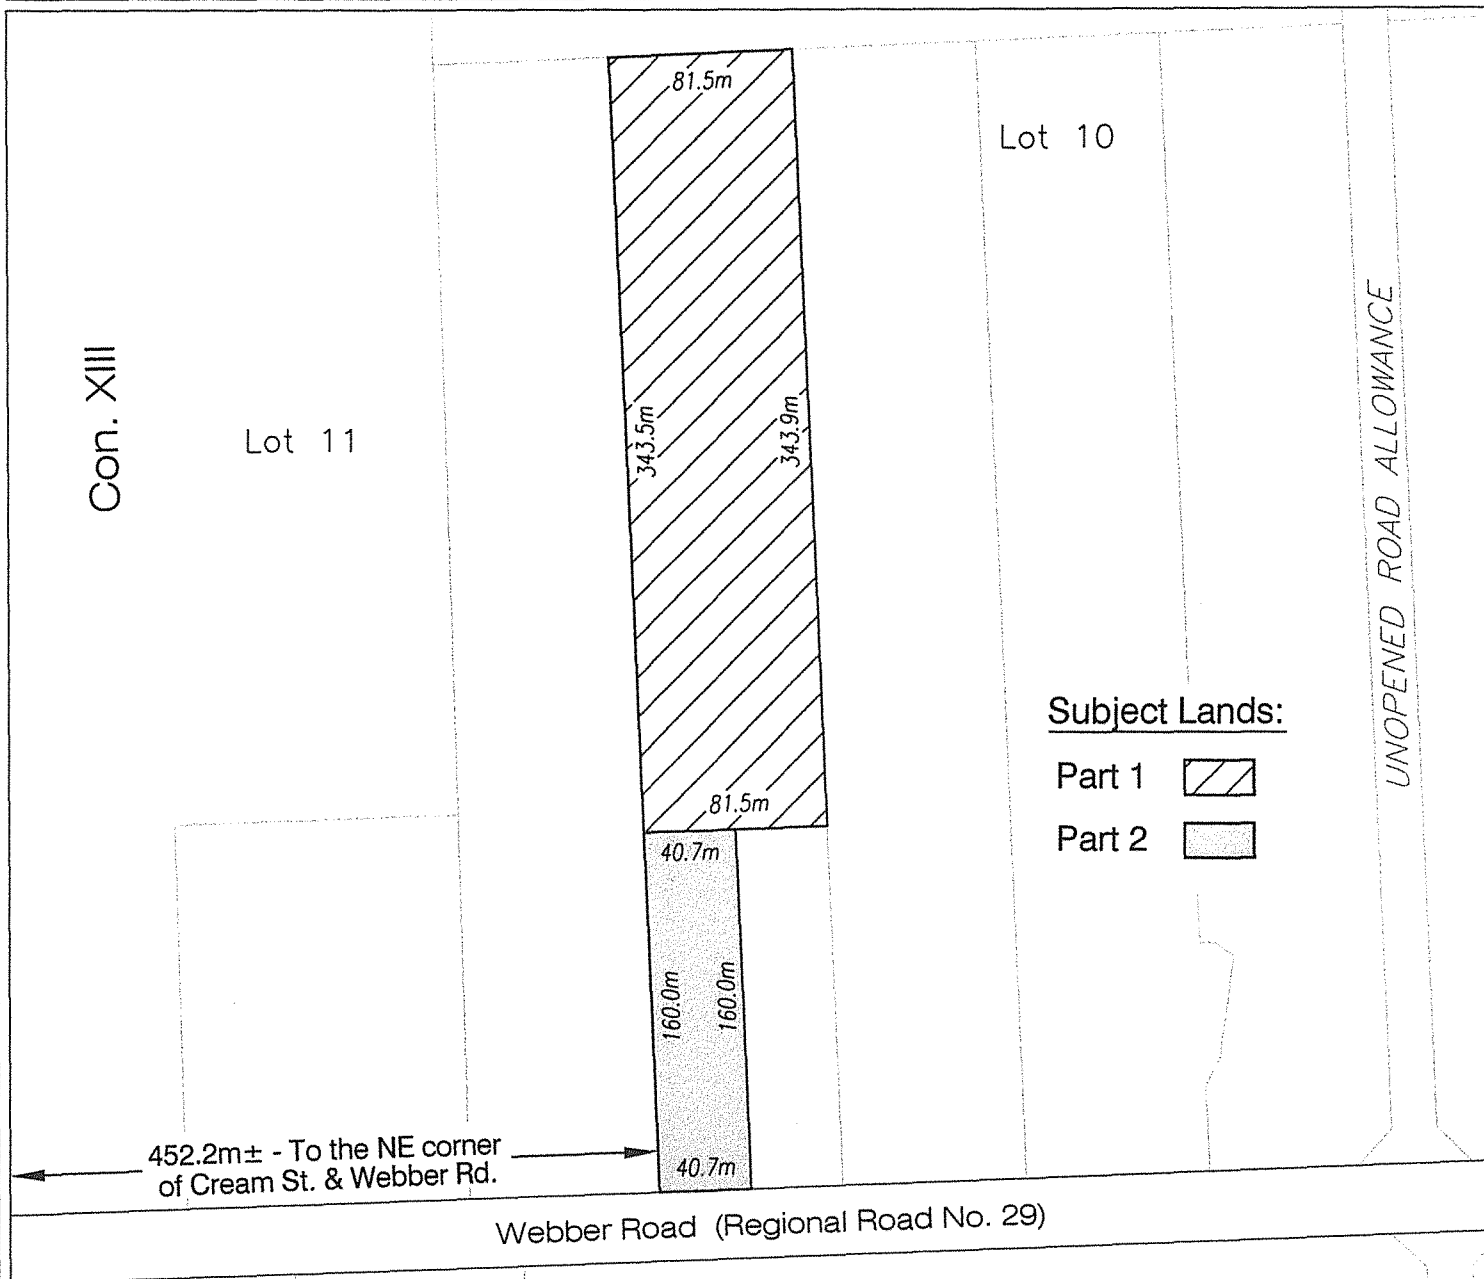 81.5m
Lot 10
Con. XIII
Lot 11
343.5m
343.9m
UNOPENED ROAD ALLOWANCE
Subject Lands:
Part 1
Part 2
81.5m
40.7m
160.0m
160.0m
452.2m± - To the NE corner
of Cream St. & Webber Rd.
40.7m
Webber Road (Regional Road No. 29)